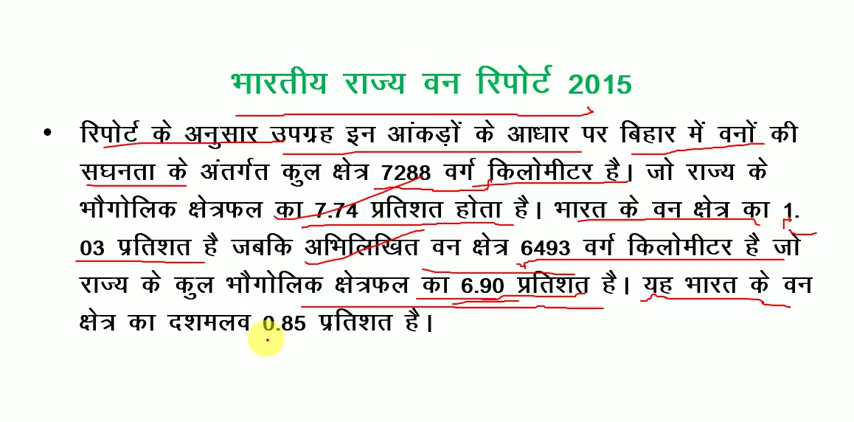 भारतीय राज्य वन रिपोर्ट 2015
• रिपोर्ट के अनुसार उपग्रह इन आंकड़ों के आधार पर बिहार में वनों की
सघनता के अंतर्गत कुल क्षेत्र 7288 वर्ग किलोमीटर है। जो राज्य के
भौगोलिक क्षेत्रफल का 7.74 प्रतिशत होता है। भारत के वन क्षेत्र का 1.
03 प्रतिशत है जबकि अभिलिखित वन क्षेत्र 6493 वर्ग किलोमीटर है जो
राज्य के कुल भौगोलिक क्षेत्रफल का 6.90 प्रतिशत है। यह भारत के वन
क्षेत्र का दशमलव 0.85 प्रतिशत है।